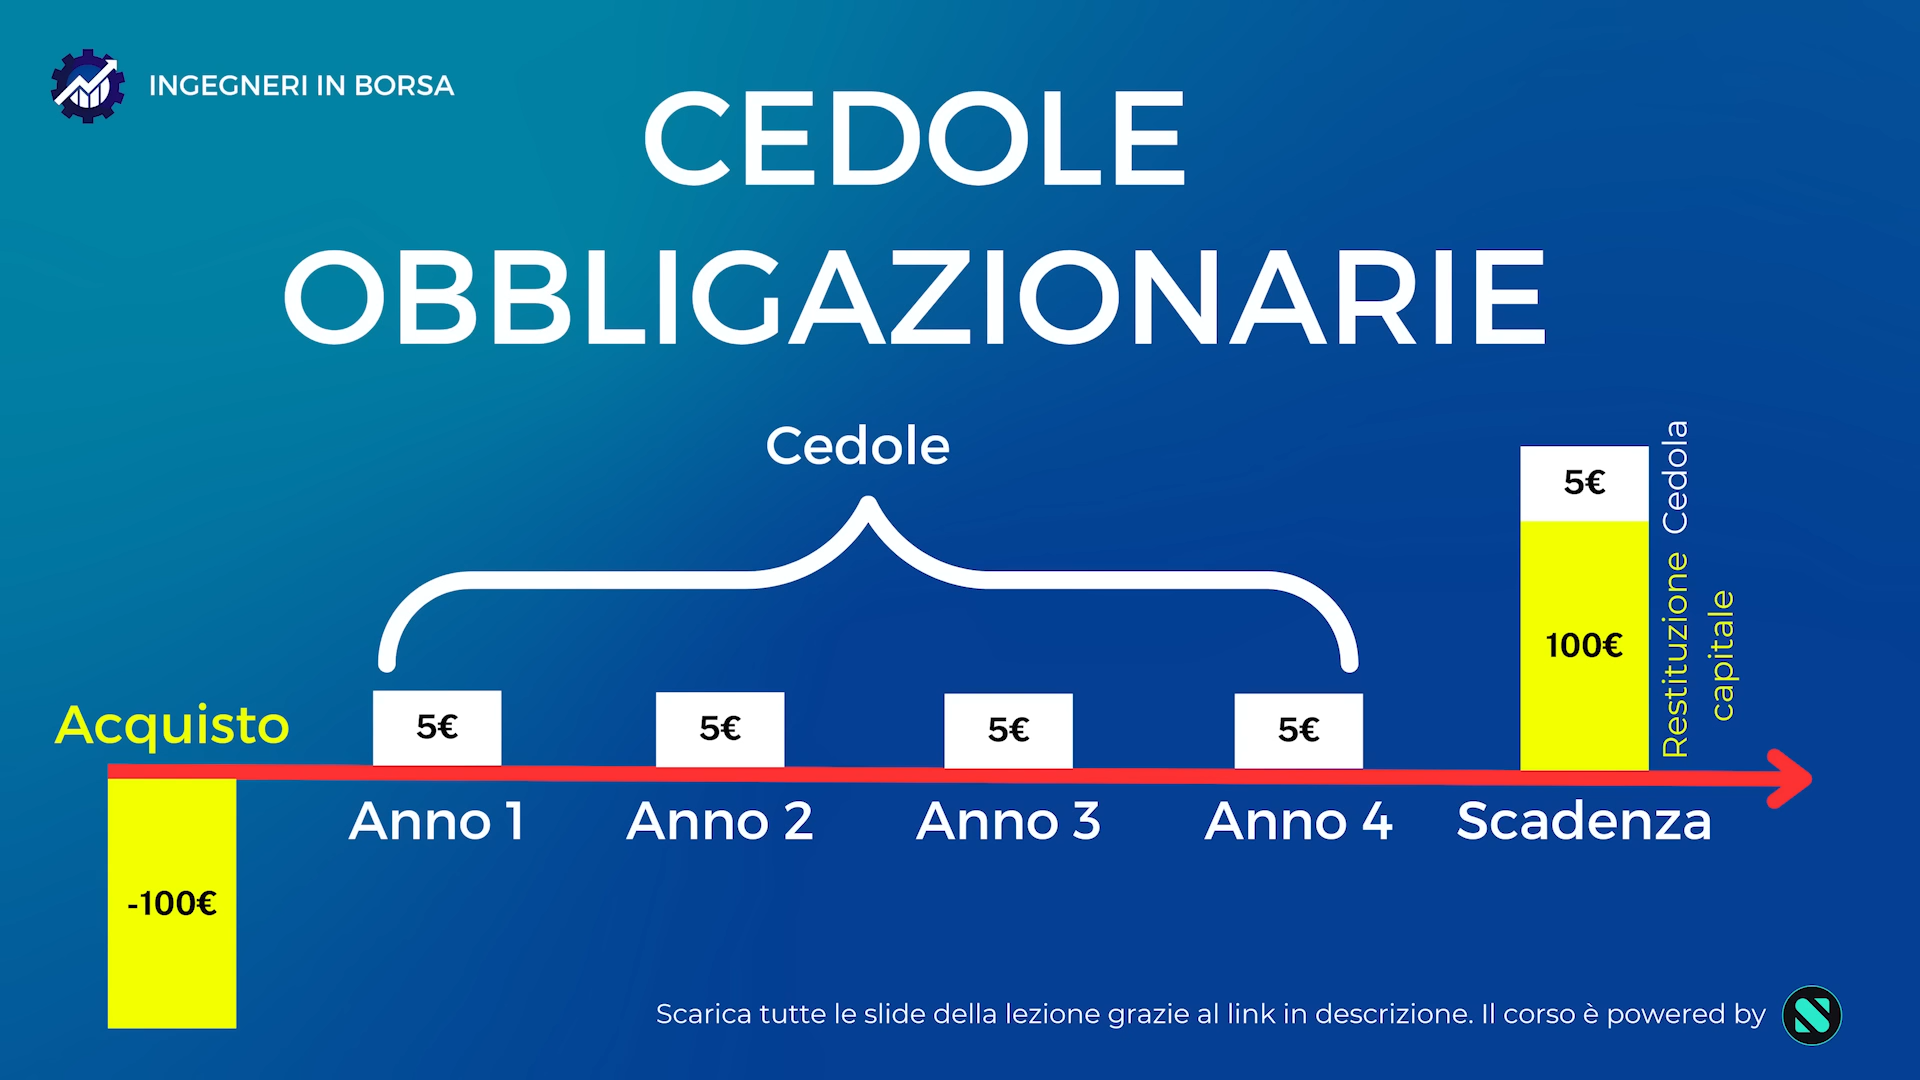 INGEGNERI IN BORSA
CEDOLE
OBBLIGAZIONARIE
Cedole
Acquisto
-100€
5€
5€
5€
5€
5€
100€
Cedola
Restituzione
capitale
Anno 1
Anno 2
Anno 3
Anno 4
Scadenza
Scarica tutte le slide della lezione grazie al link in descrizione. Il corso è powered by